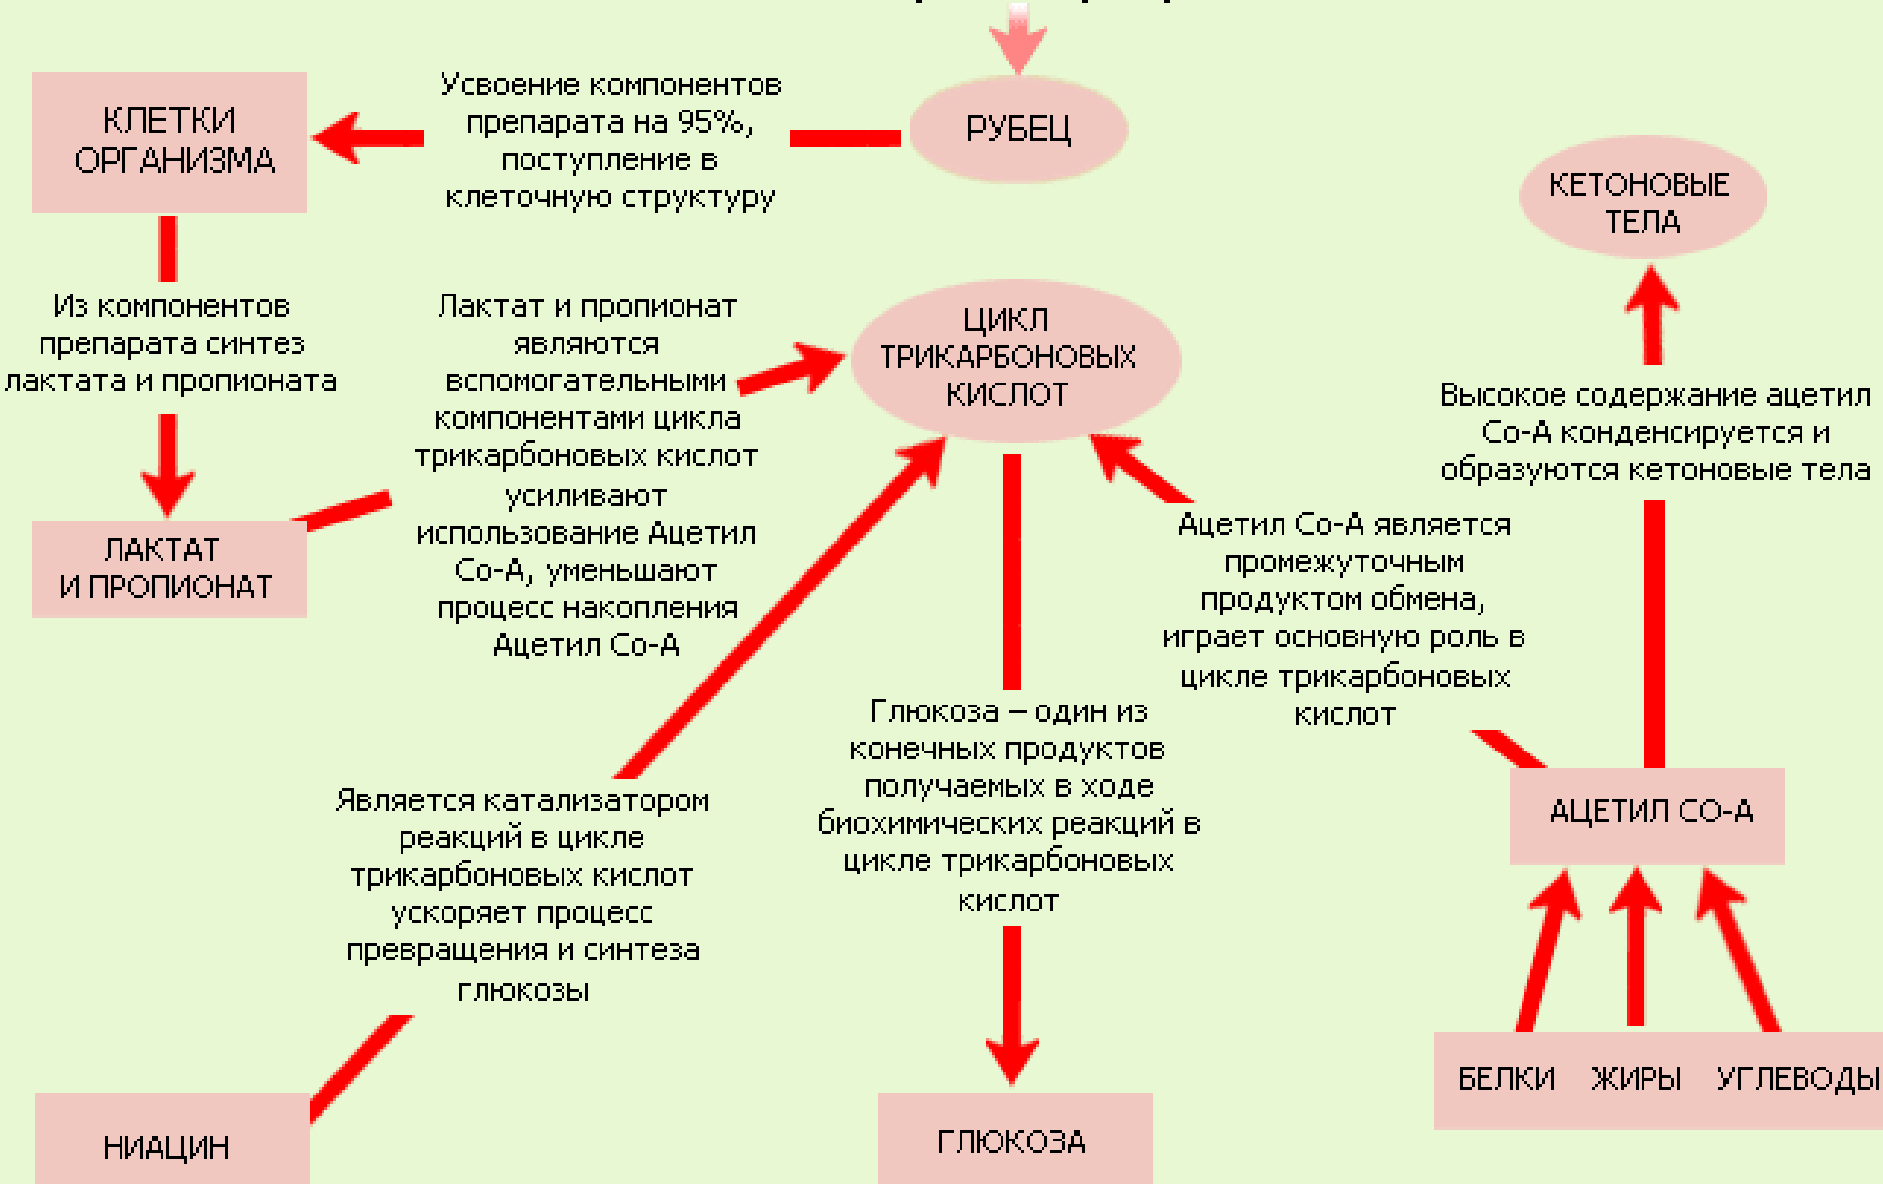 КЛЕТКИ
ОРГАНИЗМА
Усвоение компонентов
препарата на 95%,
поступление в
клеточную структуру
РУБЕЦ
КЕТОНОВЫЕ
ТЕЛА
Из компонентов
препарата синтез
лактата и пропионата
Лактат и пропионат
являются
вспомогательными
компонентами цикла
трикарбоновых кислот
усиливают
использование Ацетил
Со-А, уменьшают
процесс накопления
Ацетил Со-А
ЦИКЛ
ТРИКАРБОНОВЫХ
КИСЛОТ
Высокое содержание ацетил
Со-А конденсируется и
образуются кетоновые тела
ЛАКТАТ
И ПРОПИОНАТ
Ацетил Со-А является
промежуточным
продуктом обмена,
играет основную роль в
цикле трикарбоновых
кислот
Глюкоза – один из
конечных продуктов
получаемых в ходе
биохимических реакций в
цикле трикарбоновых
кислот
Является катализатором
реакций в цикле
трикарбоновых кислот
ускоряет процесс
превращения и синтеза
глюкозы
АЦЕТИЛ СО-А
БЕЛКИ ЖИРЫ УГЛЕВОДЫ
НИАЦИН
ГЛЮКОЗА